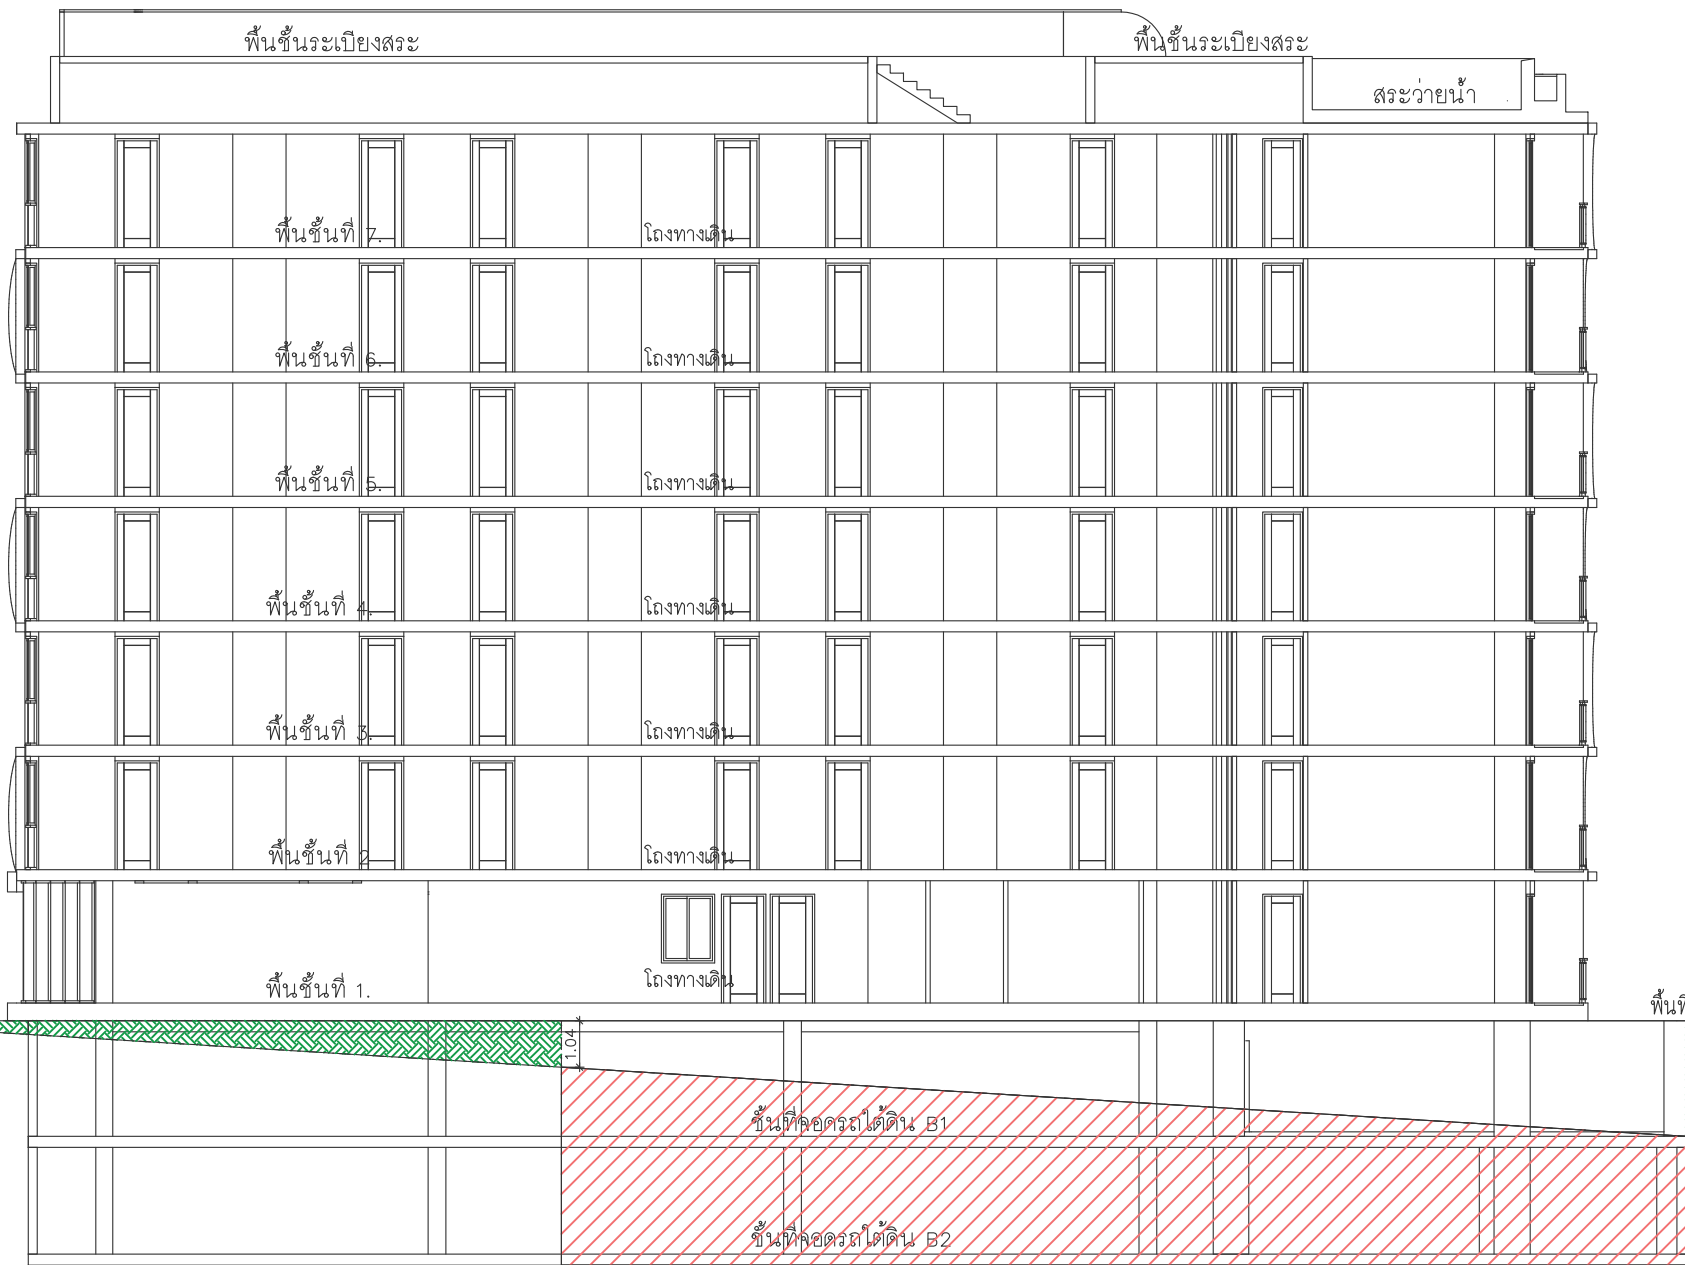 พื้นชั้นระเบียงสระ พื้นชั้นระเบียงสระ
สระว่ายน้ำ
พื้นชั้นที่ 7. โถงทางเดิน
พื้นชั้นที่ 6. โถงทางเดิน
พื้นชั้นที่ 5. โถงทางเดิน
พื้นชั้นที่ 4. โถงทางเดิน
พื้นชั้นที่ 3. โถงทางเดิน
พื้นชั้นที่ 2 โถงทางเดิน
พื้นชั้นที่ 1. โถงทางเดิน
1.04
ชั้นที่จอดรถใต้ดิน B1
ชั้นที่จอดรถใต้ดิน B2